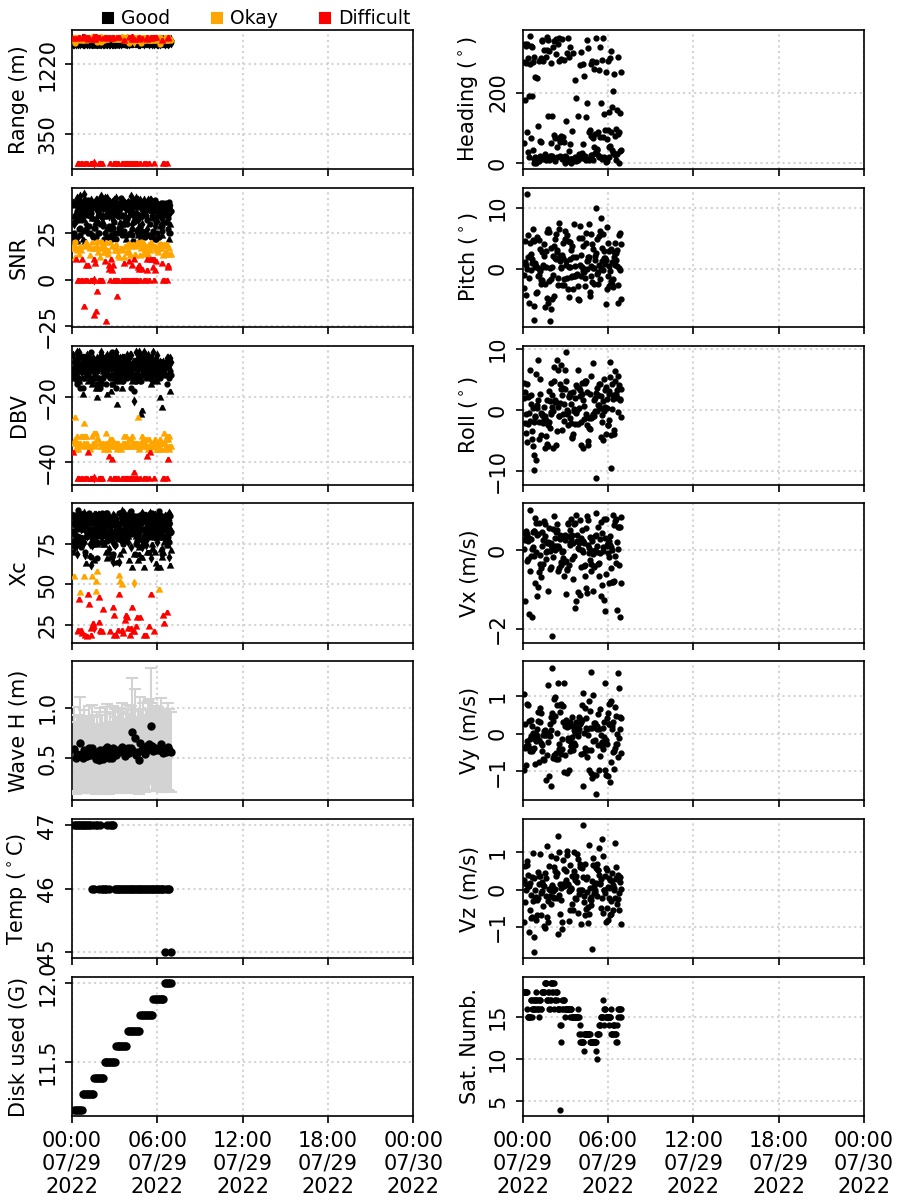 Good Okay Difficult
Range (m)
1220
350
Heading (°)
200
0
SNR
25
0
−25
Pitch (°)
10
0
DBV
−20
−40
Roll (°)
10
0
−10
Xc
75
50
25
Vx (m/s)
0
−2
Wave H (m)
1.0
0.5
Vy (m/s)
1
0
−1
Temp (°C)
47
46
45
Vz (m/s)
1
0
−1
Disk used (G)
12.0
11.5
Sat. Numb.
15
10
5
00:00 06:00 12:00 18:00 00:00
07/29 07/29 07/29 07/29 07/30
2022 2022 2022 2022 2022
00:00 06:00 12:00 18:00 00:00
07/29 07/29 07/29 07/29 07/30
2022 2022 2022 2022 2022